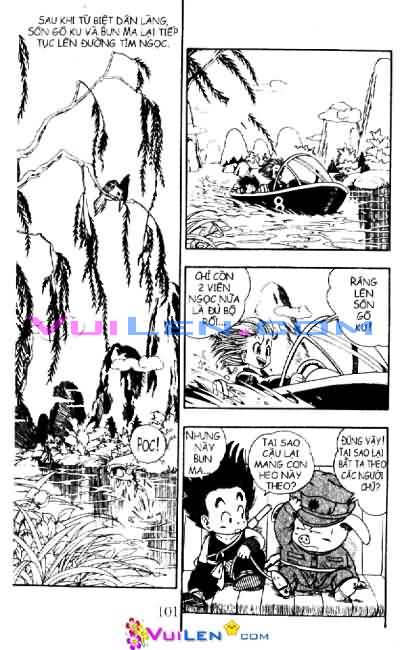 SAU KHI TỪ BIỆT DÂN LÀNG,
SÔN GÔ KU VÀ BUN MA LẠI TIẾP
TỤC LÊN ĐƯỜNG TÌM NGỌC.
POC!
8
CHỈ CÒN
2 VIÊN
NGỌC NỮA
LÀ ĐỦ BỘ
RỒI...
RÁNG
LÊN
SÔN
GÔ
KU!
NHƯNG
NÀY
BUN
MA...
TẠI SAO
CẬU LẠI
MANG CON
HEO NÀY
THEO?
ĐÚNG VẬY!
TẠI SAO LẠI
BẮT TA THEO
CÁC NGƯƠI
CHỨ?
VUILEN.COM
[0]
VUILEN.COM